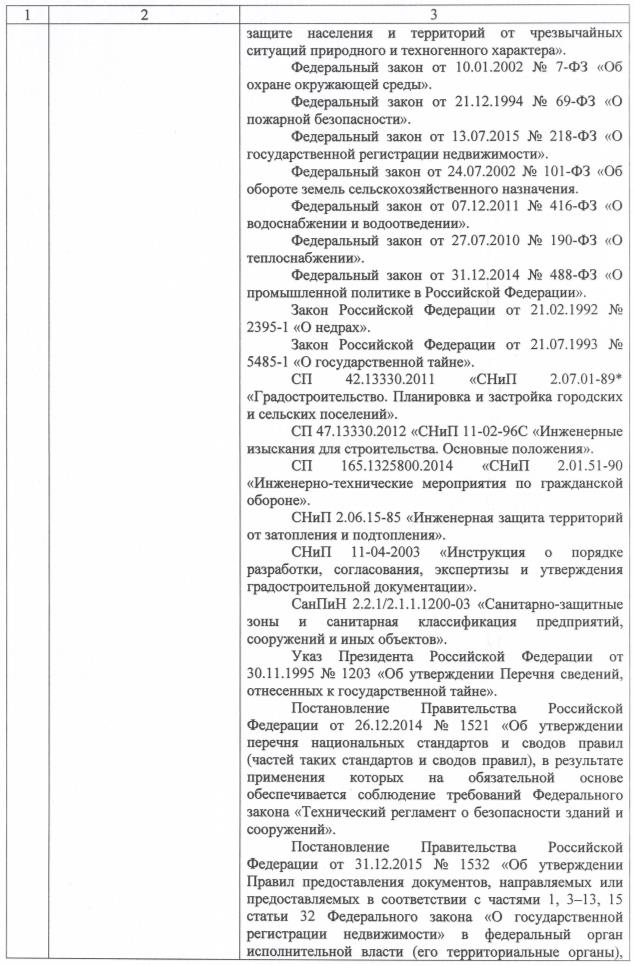 1 2 3
защите населения и территорий от чрезвычайных
ситуаций природного и техногенного характера».
Федеральный закон от 10.01.2002 № 7-ФЗ «Об
охране окружающей среды».
Федеральный закон от 21.12.1994 № 69-ФЗ «О
пожарной безопасности».
Федеральный закон от 13.07.2015 № 218-ФЗ «О
государственной регистрации недвижимости».
Федеральный закон от 24.07.2002 № 101-ФЗ «Об
обороте земель сельскохозяйственного назначения.
Федеральный закон от 07.12.2011 № 416-ФЗ «О
водоснабжении и водоотведении».
Федеральный закон от 27.07.2010 № 190-ФЗ «О
теплоснабжении».
Федеральный закон от 31.12.2014 № 488-ФЗ «О
промышленной политике в Российской Федерации».
Закон Российской Федерации от 21.02.1992 №
2395-1 «О недрах».
Закон Российской Федерации от 21.07.1993 №
5485-1 «О государственной тайне».
СП 42.13330.2011 «СНиП 2.07.01-89*
«Градостроительство. Планировка и застройка городских
и сельских поселений».
СП 47.13330.2012 «СНиП 11-02-96С «Инженерные
изыскания для строительства. Основные положения».
СП 165.1325800.2014 «СНиП 2.01.51-90
«Инженерно-технические мероприятия по гражданской
обороне».
СНиП 2.06.15-85 «Инженерная защита территорий
от затопления и подтопления».
СНиП 11-04-2003 «Инструкция о порядке
разработки, согласования, экспертизы и утверждения
градостроительной документации».
СанПиН 2.2.1/2.1.1.1200-03 «Санитарно-защитные
зоны и санитарная классификация предприятий,
сооружений и иных объектов».
Указ Президента Российской Федерации от
30.11.1995 № 1203 «Об утверждении Перечня сведений,
отнесенных к государственной тайне».
Постановление Правительства Российской
Федерации от 26.12.2014 № 1521 «Об утверждении
перечня национальных стандартов и сводов правил
(частей таких стандартов и сводов правил), в результате
применения которых на обязательной основе
обеспечивается соблюдение требований Федерального
закона «Технический регламент о безопасности зданий и
сооружений».
Постановление Правительства Российской
Федерации от 31.12.2015 № 1532 «Об утверждении
Правил предоставления документов, направляемых или
предоставляемых в соответствии с частями 1, 3–13, 15
статьи 32 Федерального закона «О государственной
регистрации недвижимости» в федеральный орган
исполнительной власти (его территориальные органы),